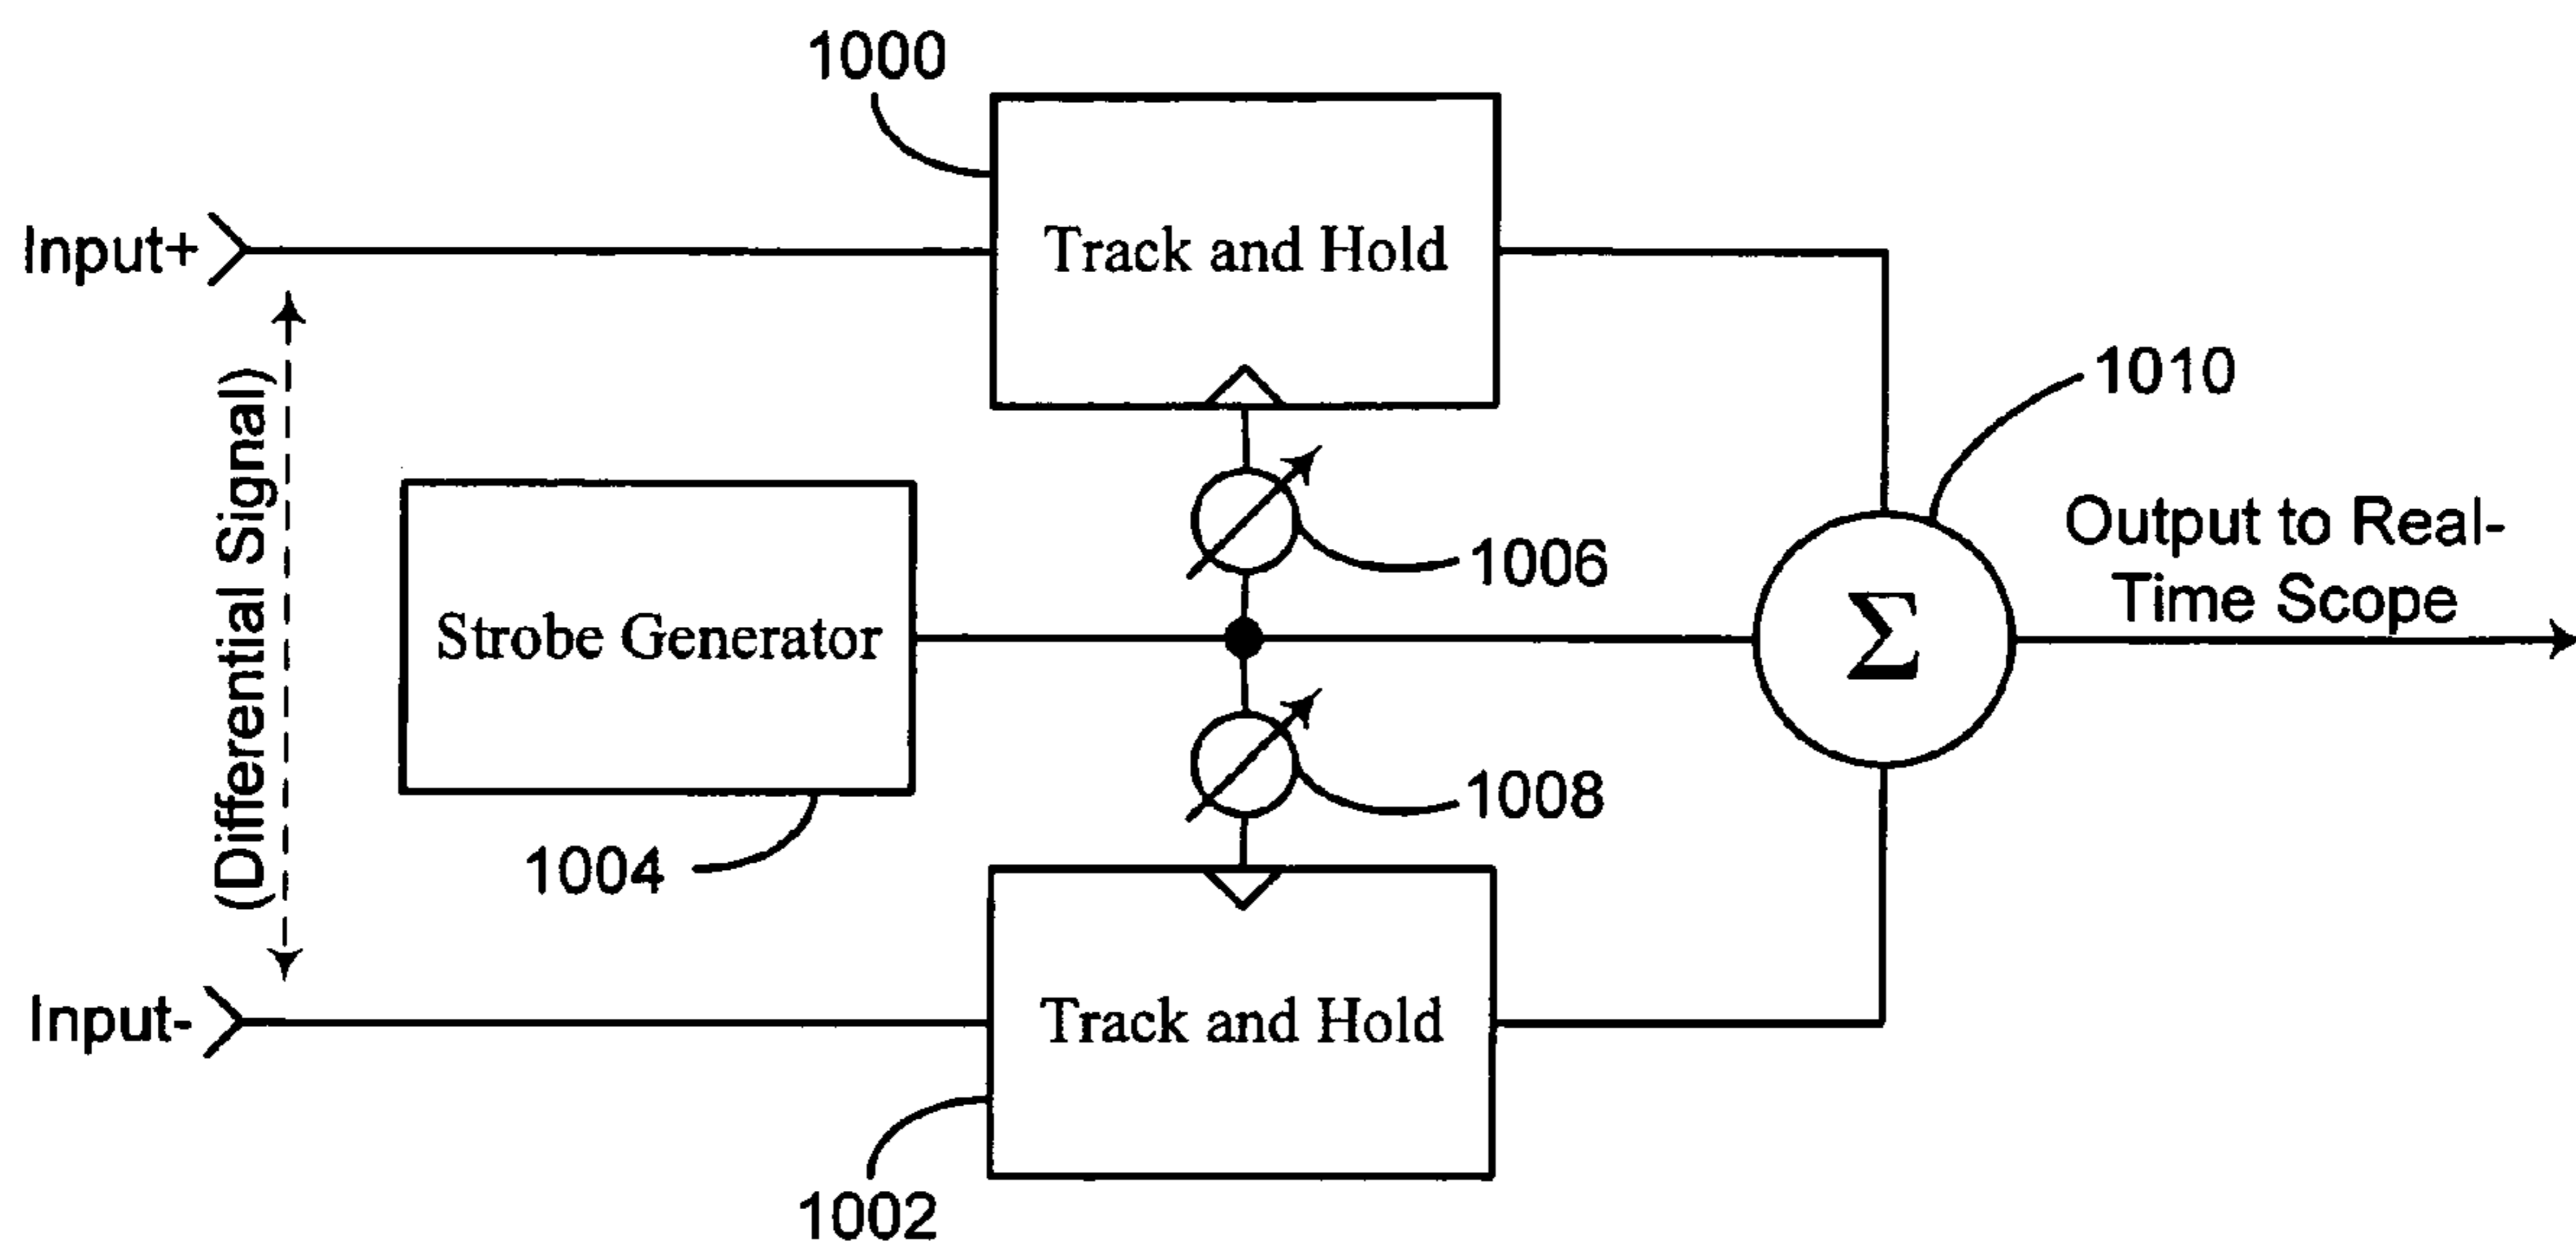 1000
Input+
Track and Hold
1010
(Differential Signal)
Output to Real-
Time Scope
1006
Strobe Generator
Σ
1008
1004
Input-
Track and Hold
1002